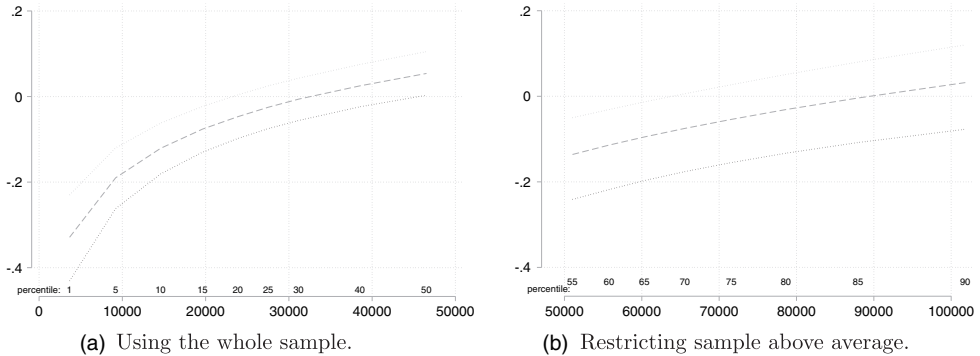 .2
0
-.2
-.4
percentile: 1 5 10 15 20 25 30 40 50
0 10000 20000 30000 40000 50000
(a) Using the whole sample.
.2
0
-.2
-.4
percentile: 55 60 65 70 75 80 85 90
50000 60000 70000 80000 90000 100000
(b) Restricting sample above average.